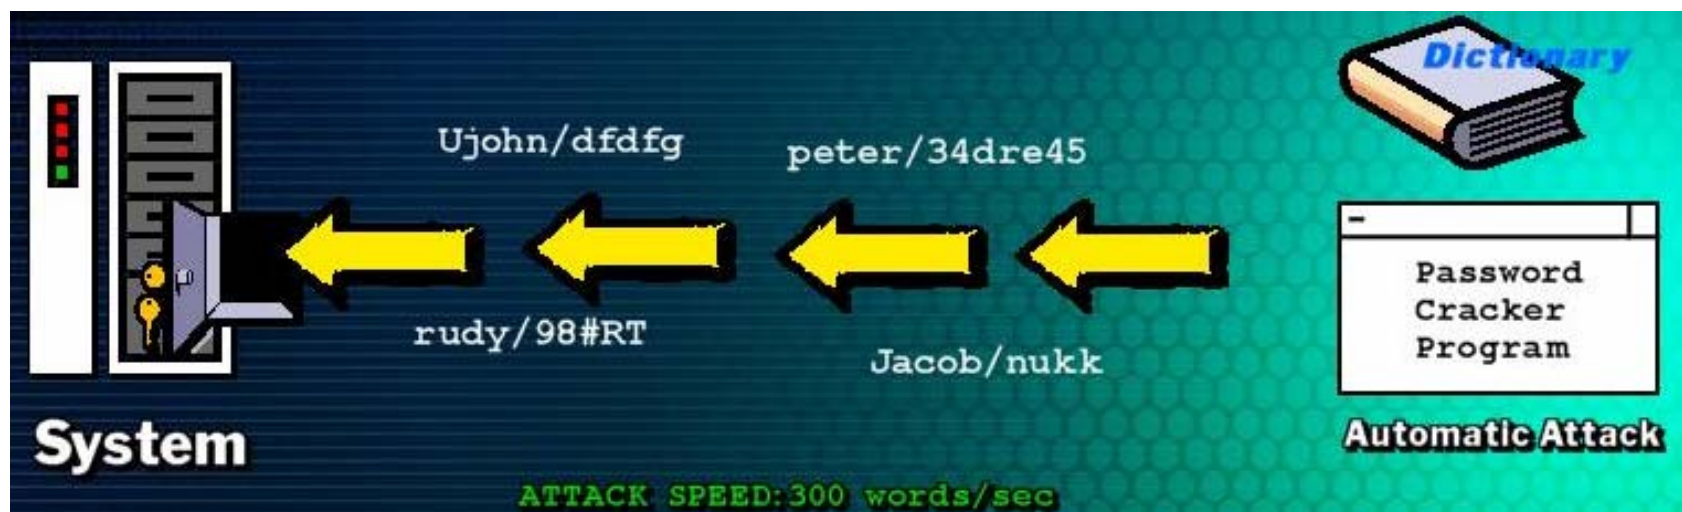 Dictionary
Ujohn/dfdfg
peter/34dre45
rudy/98#RT
Jacob/nukk
Password
Cracker
Program
System
Automatic Attack
ATTACK SPEED:300 words/sec